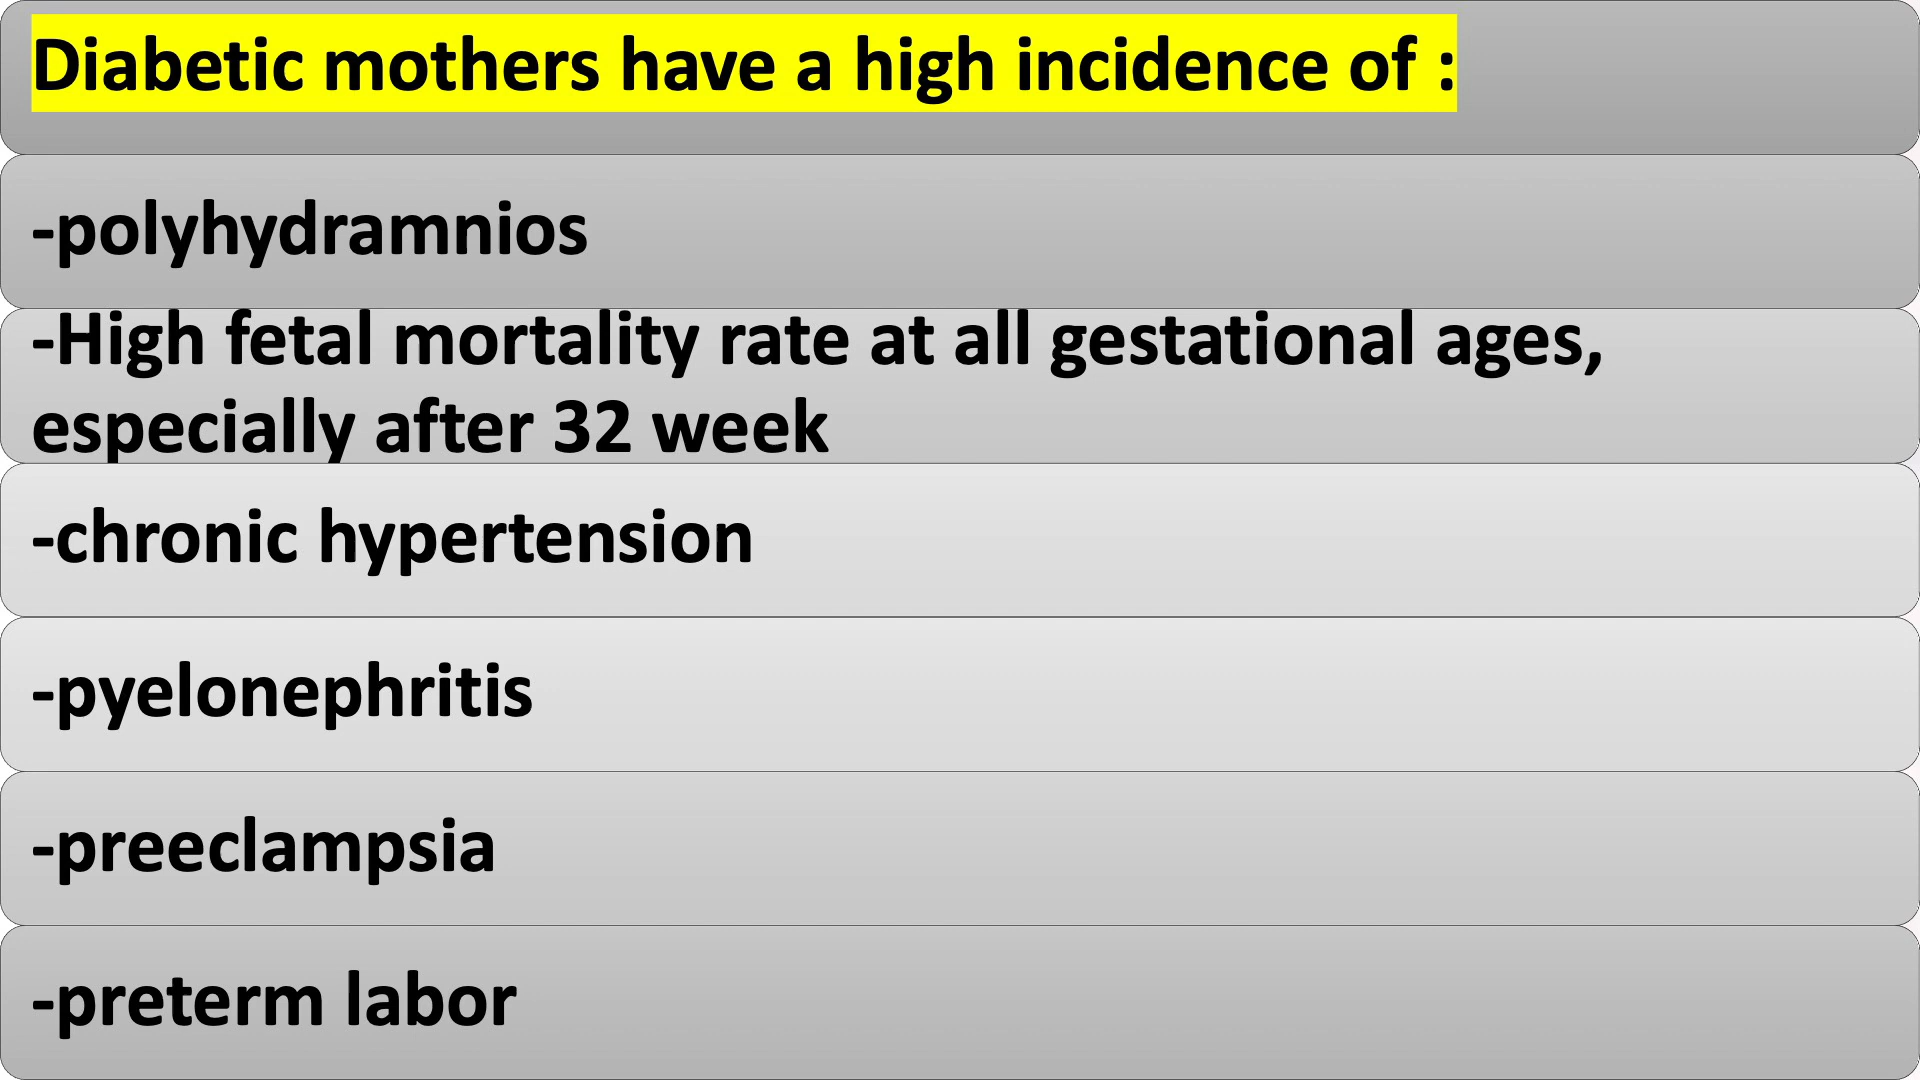 Diabetic mothers have a high incidence of :
-polyhydramnios
-High fetal mortality rate at all gestational ages,
especially after 32 week
-chronic hypertension
-pyelonephritis
-preeclampsia
-preterm labor